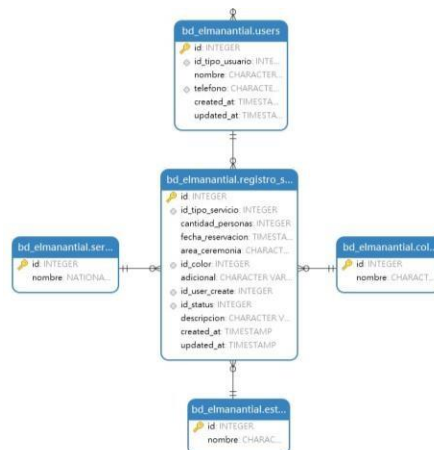 bd_elmanantial.users
id: INTEGER
id_tipo_usuario: INTE...
nombre: CHARACTER...
telefono: CHARACTE...
created_at: TIMESTA...
updated_at: TIMESTA...
bd_elmanantial.registro_s...
id: INTEGER
id_tipo_servicio: INTEGER
cantidad_personas: INTEGER
fecha_reservacion: TIMESTA...
area_ceremonia: CHARACT...
id_color: INTEGER
adicional: CHARACTER VAR...
id_user_create: INTEGER
id_status: INTEGER
descripcion: CHARACTER V...
created_at: TIMESTAMP
updated_at: TIMESTAMP
bd_elmanantial.ser...
id: INTEGER
nombre: NATIONA...
bd_elmanantial.col...
id: INTEGER
nombre: CHARACT...
bd_elmanantial.est...
id: INTEGER
nombre: CHARAC...